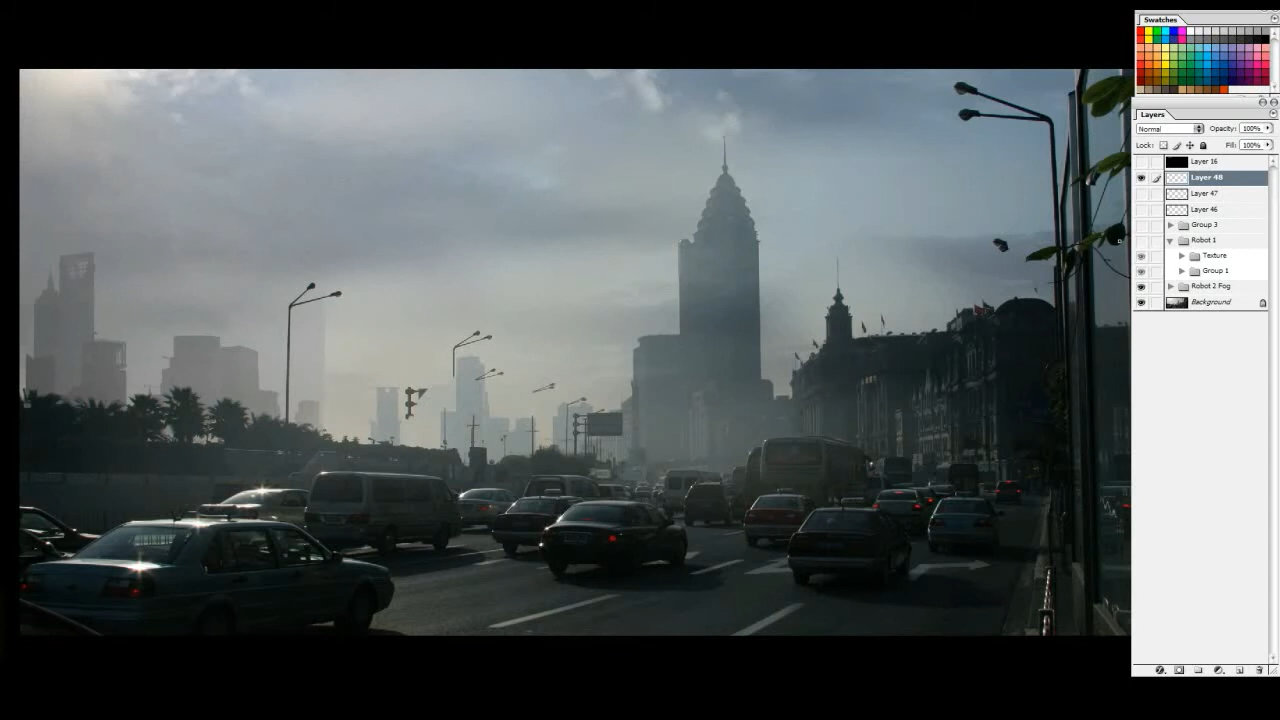 Swatches
Layers
Normal Opacity: 100%
Lock: Fill: 100%
Layer 16
Layer 48
Layer 47
Layer 46
Group 3
Robot 1
Texture
Group 1
Robot 2 Fog
Background